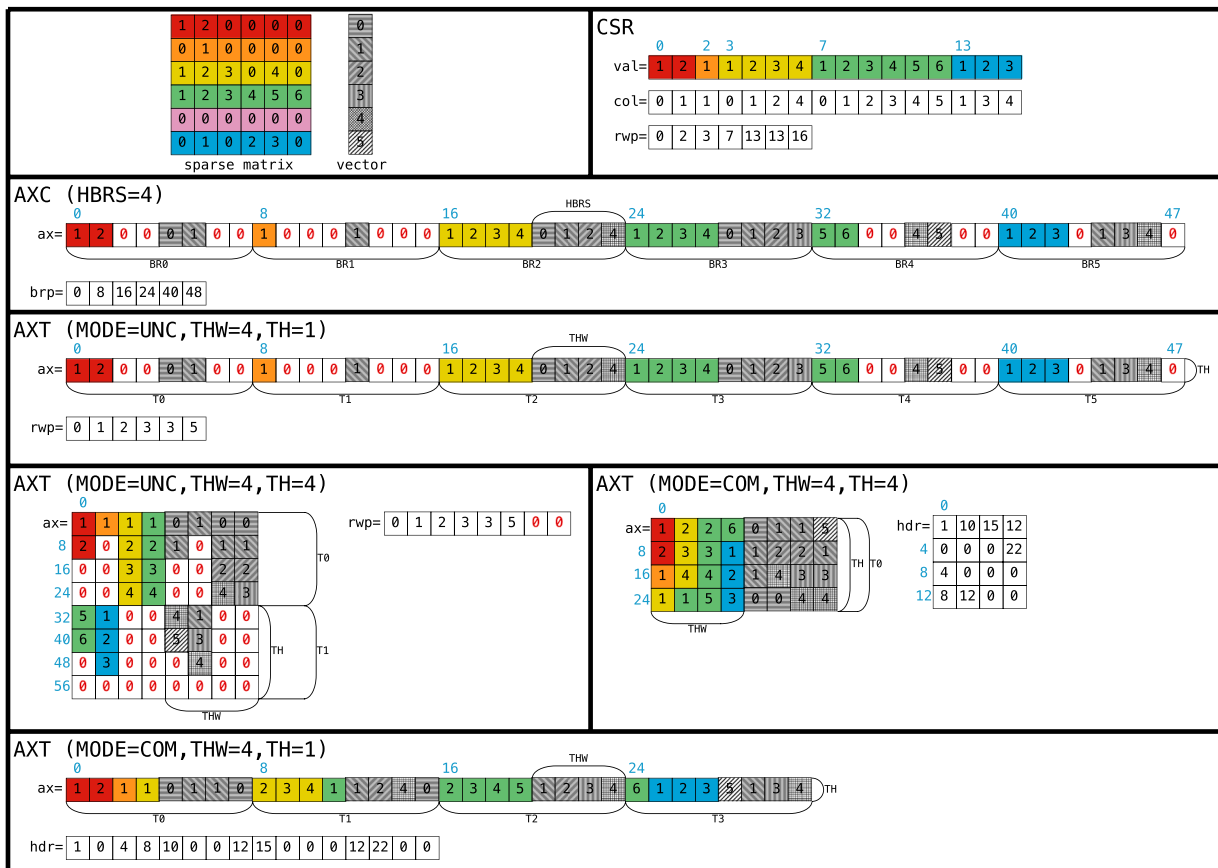 1 2 0 0 0 0 0
0 1 0 0 0 0 1
1 2 3 0 4 0 2
1 2 3 4 5 6 3
0 0 0 0 0 0 4
0 1 0 2 3 0 5
sparse matrix vector
CSR
0 2 3 7 13
val= 1 2 1 1 2 3 4 1 2 3 4 5 6 1 2 3
col= 0 1 1 0 1 2 4 0 1 2 3 4 5 1 3 4
rwp= 0 2 3 7 13 13 16
AXC (HBRS=4)
HBRS
0 8 16 24 32 40 47
ax= 1 2 0 0 0 1 0 0 1 0 0 0 1 0 0 0 1 2 3 4 0 1 2 4 1 2 3 4 0 1 2 3 5 6 0 0 4 5 0 0 1 2 3 0 1 3 4 0
BR0 BR1 BR2 BR3 BR4 BR5
brp= 0 8 16 24 40 48
AXT (MODE=UNC,THW=4,TH=1)
THW
0 8 16 24 32 40 47
ax= 1 2 0 0 0 1 0 0 1 0 0 0 1 0 0 0 1 2 3 4 0 1 2 4 1 2 3 4 0 1 2 3 5 6 0 0 4 5 0 0 1 2 3 0 1 3 4 0 TH
T0 T1 T2 T3 T4 T5
rwp= 0 1 2 3 3 5
AXT (MODE=UNC,THW=4,TH=4)
0
ax= 1 1 1 1 0 1 0 0
8 2 0 2 2 1 0 1 1
16 0 0 3 3 0 0 2 2
24 0 0 4 4 0 0 4 3
32 5 1 0 0 4 1 0 0
40 6 2 0 0 5 3 0 0
48 0 3 0 0 0 4 0 0
56 0 0 0 0 0 0 0 0
T0
TH T1
THW
rwp= 0 1 2 3 3 5 0 0
AXT (MODE=COM,THW=4,TH=4)
0
ax= 1 2 2 6 0 1 1 5
8 2 3 3 1 1 2 2 1
16 1 4 4 2 1 4 3 3
24 1 1 5 3 0 0 4 4
TH T0
THW
0
hdr= 1 10 15 12
4 0 0 0 22
8 4 0 0 0
12 8 12 0 0
AXT (MODE=COM,THW=4,TH=1)
THW
0 8 16 24
ax= 1 2 1 1 0 1 1 0 2 3 4 1 1 2 4 0 2 3 4 5 1 2 3 4 6 1 2 3 5 1 3 4 TH
T0 T1 T2 T3
hdr= 1 0 4 8 10 0 0 12 15 0 0 0 12 22 0 0